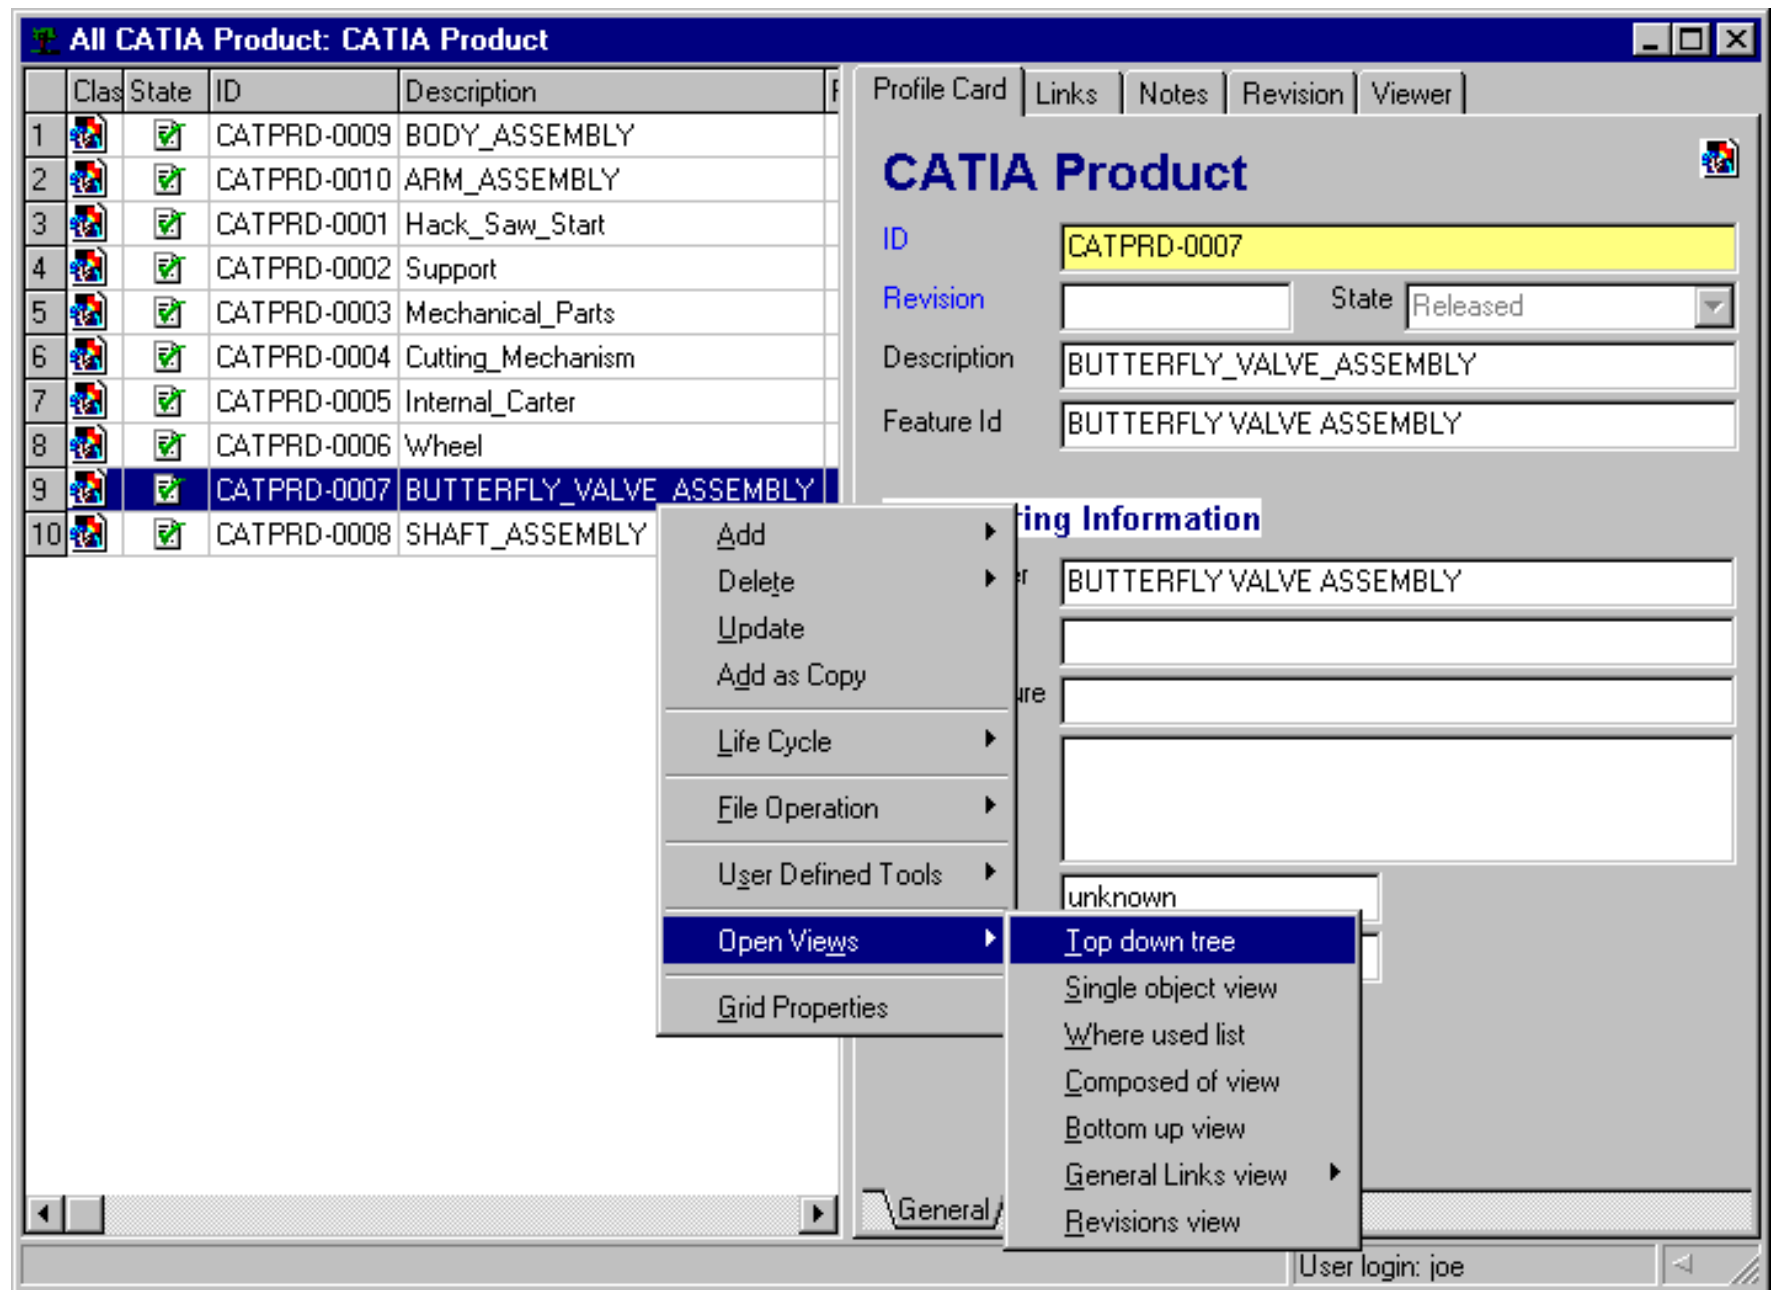 All CATIA Product: CATIA Product
Clas State ID Description
1 CATPRD-0009 BODY_ASSEMBLY
2 CATPRD-0010 ARM_ASSEMBLY
3 CATPRD-0001 Hack_Saw_Start
4 CATPRD-0002 Support
5 CATPRD-0003 Mechanical_Parts
6 CATPRD-0004 Cutting_Mechanism
7 CATPRD-0005 Internal_Carter
8 CATPRD-0006 Wheel
9 CATPRD-0007 BUTTERFLY_VALVE_ASSEMBLY
10 CATPRD-0008 SHAFT_ASSEMBLY
Profile Card Links Notes Revision Viewer
CATIA Product
ID CATPRD-0007
Revision State Released
Description BUTTERFLY_VALVE_ASSEMBLY
Feature Id BUTTERFLY VALVE ASSEMBLY
ring Information
er BUTTERFLY VALVE ASSEMBLY
ure
unknown
Add
Delete
Update
Add as Copy
Life Cycle
File Operation
User Defined Tools
Open Views
Grid Properties
Top down tree
Single object view
Where used list
Composed of view
Bottom up view
General Links view
Revisions view
General
User login: joe